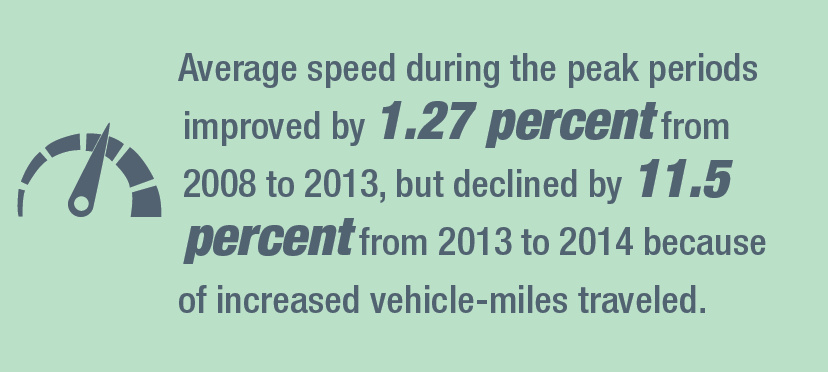 Average speed during the peak periods
improved by 1.27 percent from
2008 to 2013, but declined by 11.5
percent from 2013 to 2014 because
of increased vehicle-miles traveled.